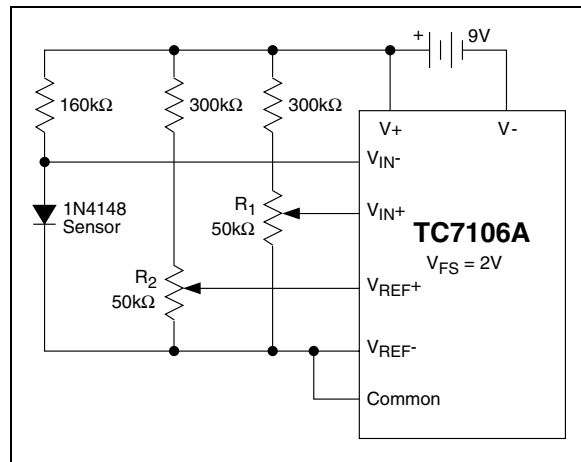 + 9V
160kΩ 300kΩ 300kΩ
V+ V-
VIN-
1N4148
Sensor
R1
50kΩ
VIN+
TC7106A
VFS = 2V
R2
50kΩ
VREF+
VREF-
Common